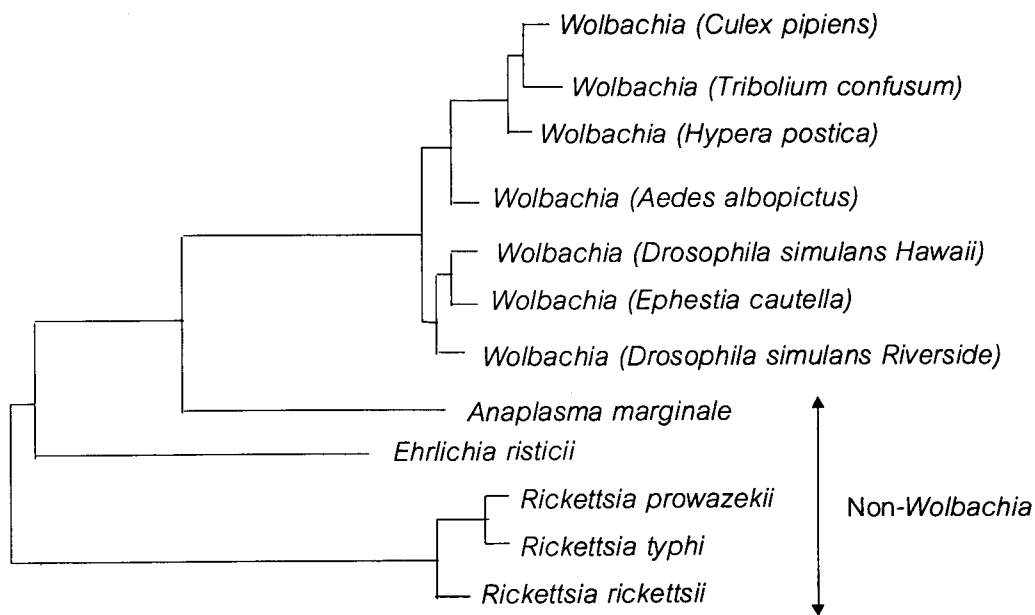 Wolbachia (Culex pipiens)
Wolbachia (Tribolium confusum)
Wolbachia (Hypera postica)
Wolbachia (Aedes albopictus)
Wolbachia (Drosophila simulans Hawaii)
Wolbachia (Ephestia cautella)
Wolbachia (Drosophila simulans Riverside)
Anaplasma marginale
Ehrlichia risticii
Rickettsia prowazekii
Non-Wolbachia
Rickettsia typhi
Rickettsia rickettsii